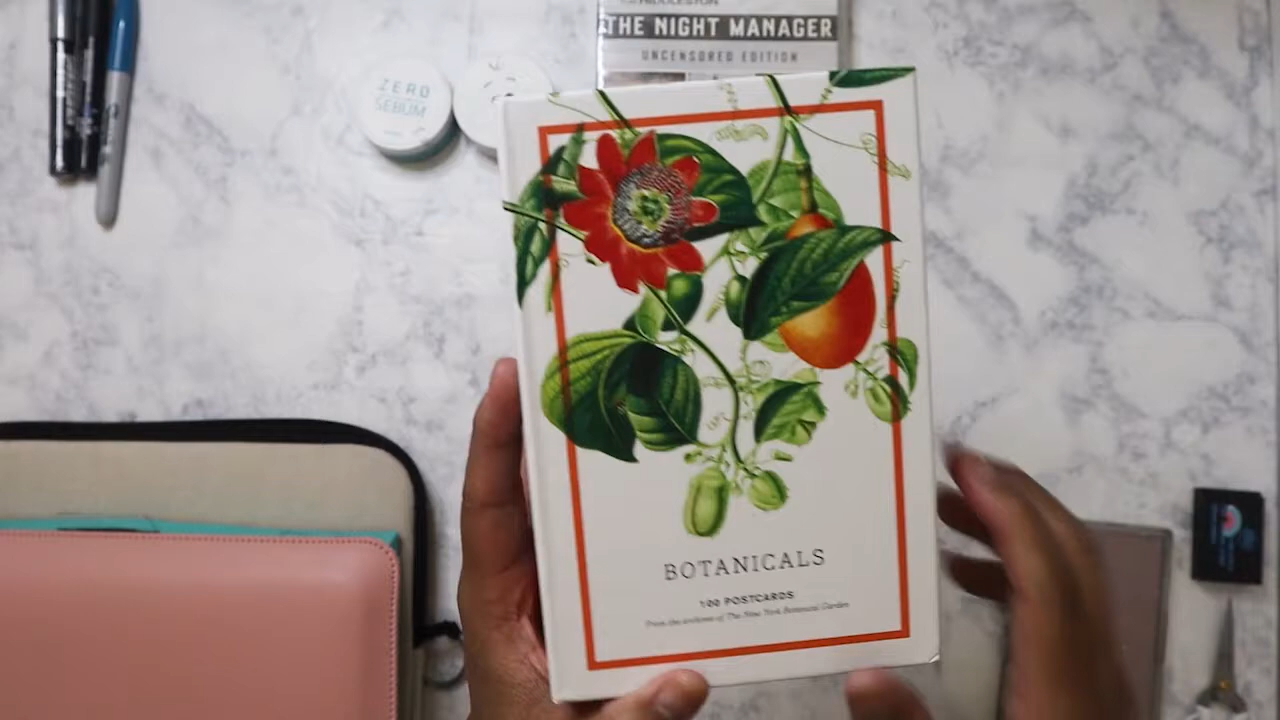 THE NIGHT MANAGER
UNCENSORED EDITION
ZERO
SEBUM
BOTANICALS
100 POSTCARDS
From the archives of The New York Botanical Garden